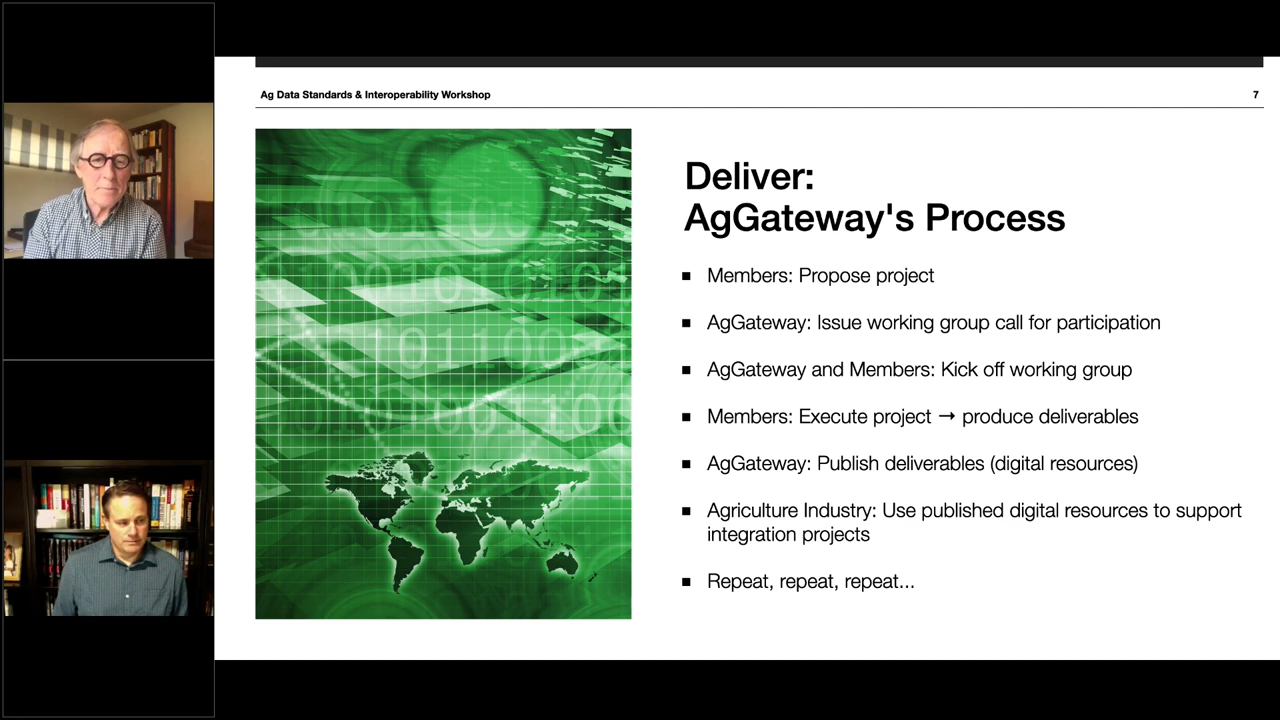 Ag Data Standards & Interoperability Workshop
7
Deliver:
AgGateway's Process
▪ Members: Propose project
▪ AgGateway: Issue working group call for participation
▪ AgGateway and Members: Kick off working group
▪ Members: Execute project → produce deliverables
▪ AgGateway: Publish deliverables (digital resources)
▪ Agriculture Industry: Use published digital resources to support
integration projects
▪ Repeat, repeat, repeat...